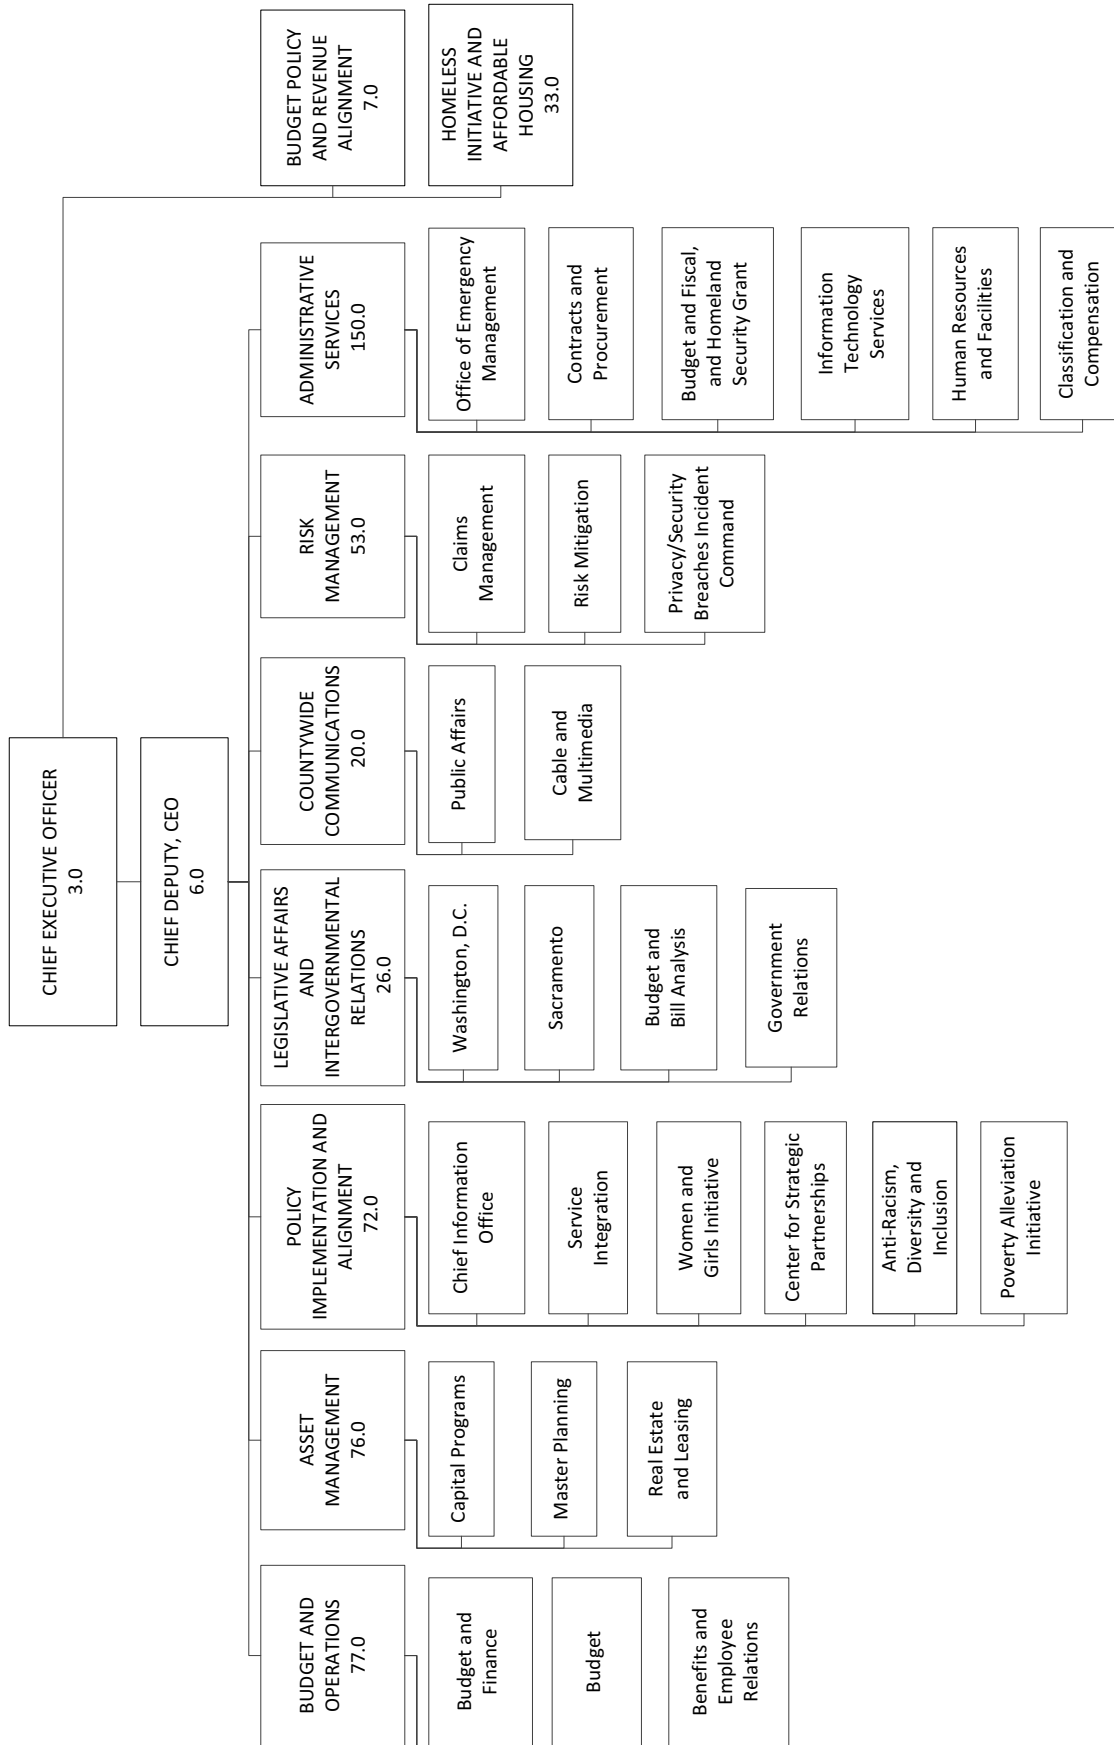 CHIEF EXECUTIVE OFFICER
3.0
CHIEF DEPUTY, CEO
6.0
BUDGET AND
OPERATIONS
77.0
Budget and
Finance
Budget
Benefits and
Employee
Relations
ASSET
MANAGEMENT
76.0
Capital Programs
Master Planning
Real Estate
and Leasing
POLICY
IMPLEMENTATION AND
ALIGNMENT
72.0
Chief Information
Office
Service
Integration
Women and
Girls Initiative
Center for Strategic
Partnerships
Anti-Racism,
Diversity and
Inclusion
Poverty Alleviation
Initiative
LEGISLATIVE AFFAIRS
AND
INTERGOVERNMENTAL
RELATIONS
26.0
Washington, D.C.
Sacramento
Budget and
Bill Analysis
Government
Relations
COUNTYWIDE
COMMUNICATIONS
20.0
Public Affairs
Cable and
Multimedia
RISK
MANAGEMENT
53.0
Claims
Management
Risk Mitigation
Privacy/Security
Breaches Incident
Command
ADMINISTRATIVE
SERVICES
150.0
Office of Emergency
Management
Contracts and
Procurement
Budget and Fiscal,
and Homeland
Security Grant
Information
Technology
Services
Human Resources
and Facilities
Classification and
Compensation
BUDGET POLICY
AND REVENUE
ALIGNMENT
7.0
HOMELESS
INITIATIVE AND
AFFORDABLE
HOUSING
33.0